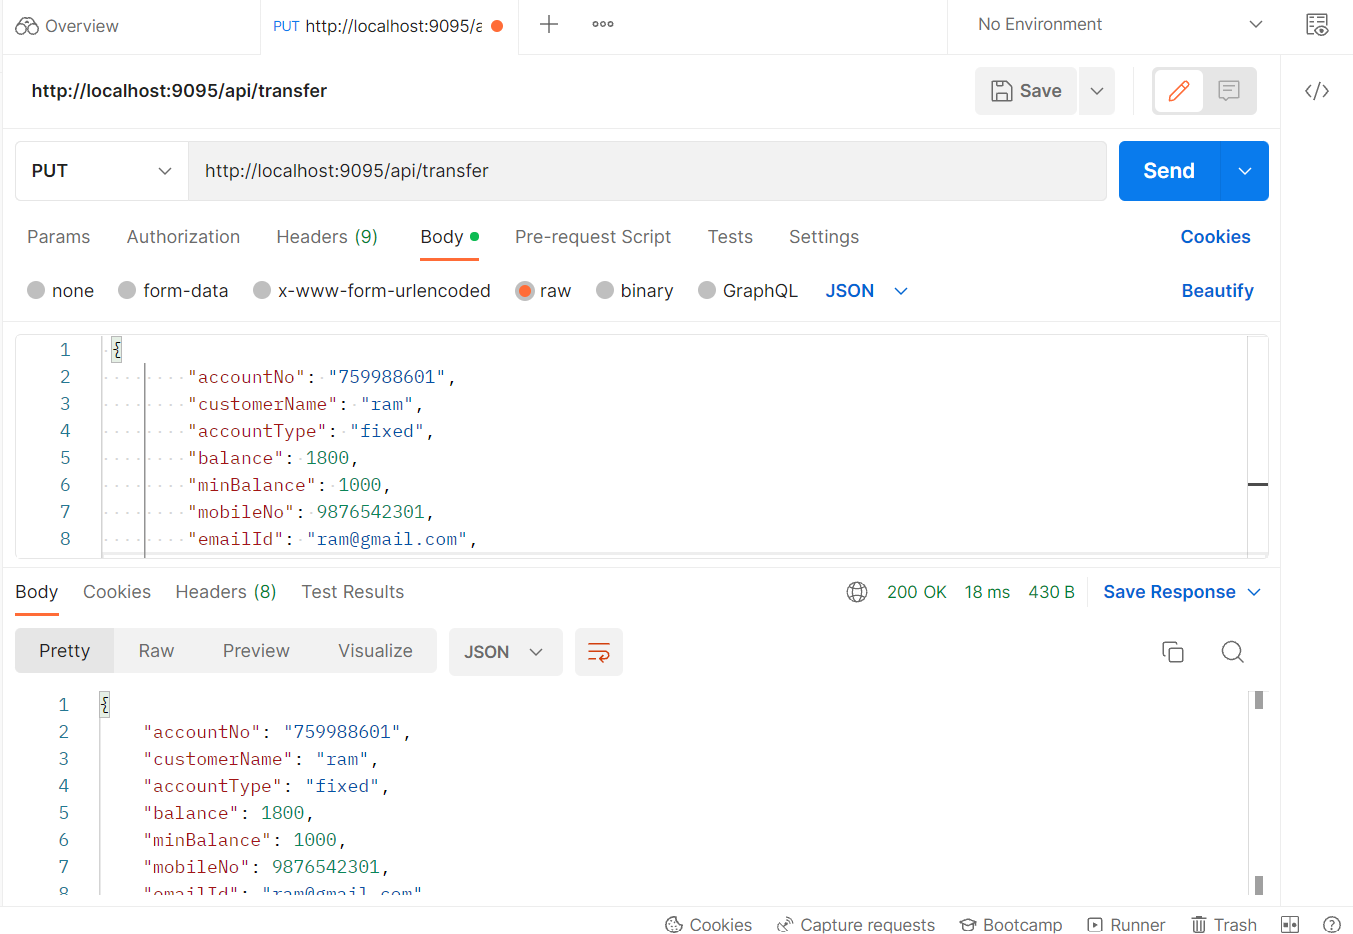 Overview
PUT http://localhost:9095/a
No Environment
http://localhost:9095/api/transfer
Save
PUT
http://localhost:9095/api/transfer
Send
Params Authorization Headers (9) Body Pre-request Script Tests Settings Cookies
none form-data x-www-form-urlencoded raw binary GraphQL JSON Beautify
1 {
2 "accountNo": "759988601",
3 "customerName": "ram",
4 "accountType": "fixed",
5 "balance": 1800,
6 "minBalance": 1000,
7 "mobileNo": 9876542301,
8 "emailId": "ram@gmail.com",
Body Cookies Headers (8) Test Results 200 OK 18 ms 430 B Save Response
Pretty Raw Preview Visualize JSON
1 {
2 "accountNo": "759988601",
3 "customerName": "ram",
4 "accountType": "fixed",
5 "balance": 1800,
6 "minBalance": 1000,
7 "mobileNo": 9876542301,
8 "emailId": "ram@gmail.com"
Cookies Capture requests Bootcamp Runner Trash